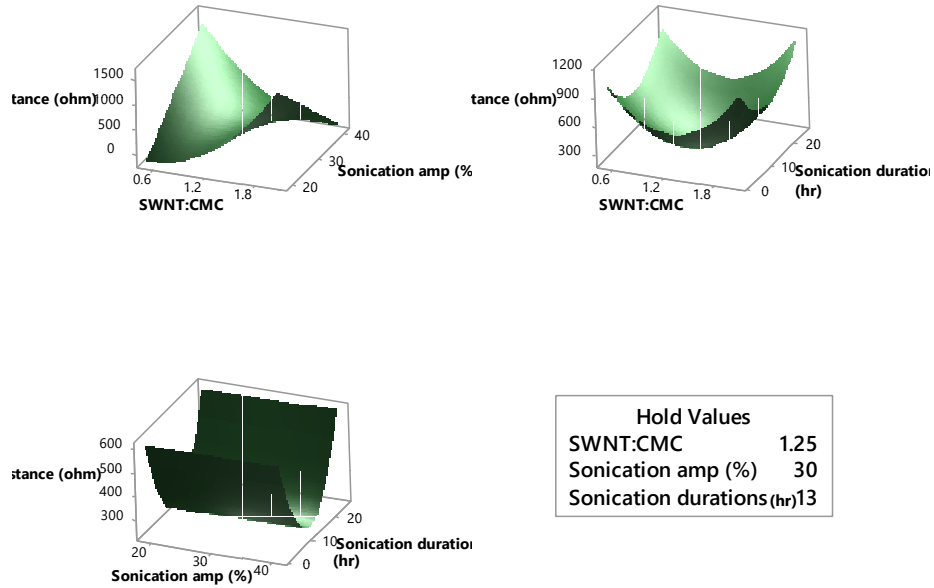 1500
1000
500
0
tance (ohm)
0.6
1.2
1.8
SWNT:CMC
20
30
40
Sonication amp (%
1200
900
600
300
tance (ohm)
0.6
1.2
1.8
SWNT:CMC
0
10
20
Sonication duration
(hr)
600
500
400
300
stance (ohm)
20
30
40
Sonication amp (%)
0
10
20
Sonication duration
(hr)
Hold Values
SWNT:CMC 1.25
Sonication amp (%) 30
Sonication durations (hr) 13